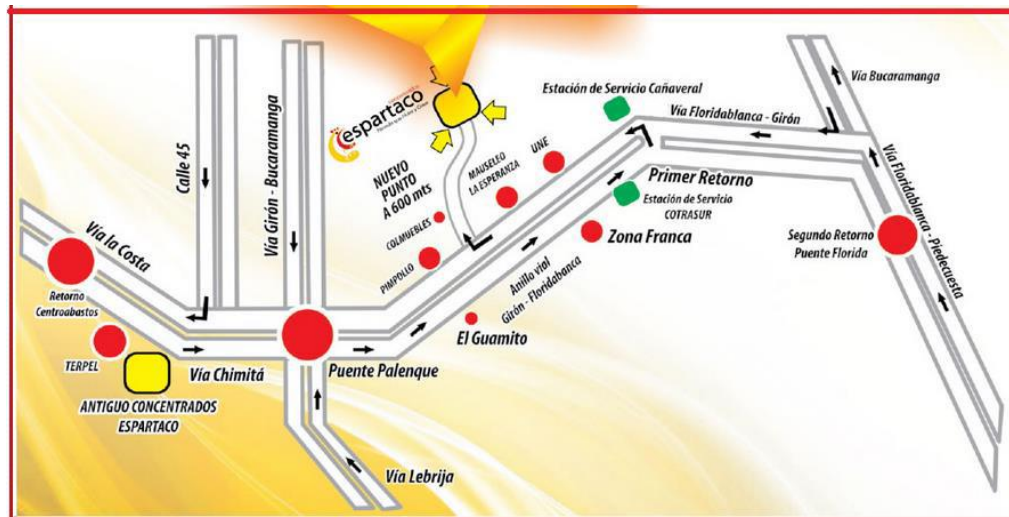 espartaco
NUEVO
PUNTO
A 600 mts
COLMUEBLES
PIMPOLLO
MAUSELEO
LA ESPERANZA
UNE
Estación de Servicio Cañaveral
Vía Floridablanca - Girón
Vía Bucaramanga
Vía Floridablanca - Piedecuesta
Primer Retorno
Estación de Servicio
COTRASUR
Zona Franca
Segundo Retorno
Puente Florida
Anillo vial
Girón - Floridabanca
El Guamito
Calle 45
Vía Girón - Bucaramanga
Vía la Costa
Retorno
Centroabastos
TERPEL
Vía Chimitá
Puente Palenque
ANTIGUO CONCENTRADOS
ESPARTACO
Vía Lebrija